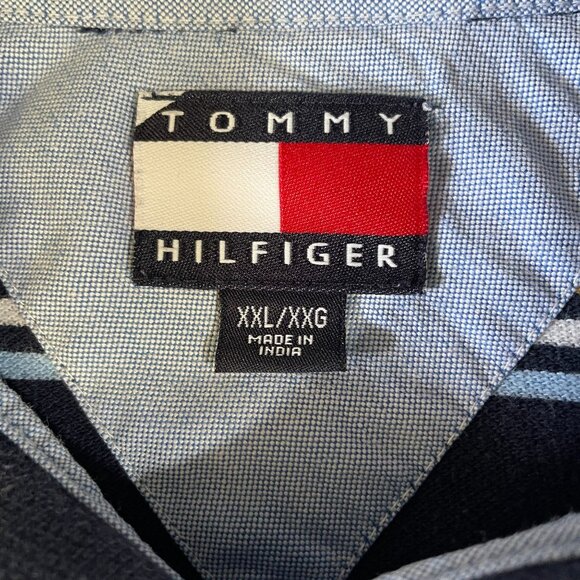 TOMMY
HILFIGER
XXL/XXG
MADE IN
INDIA